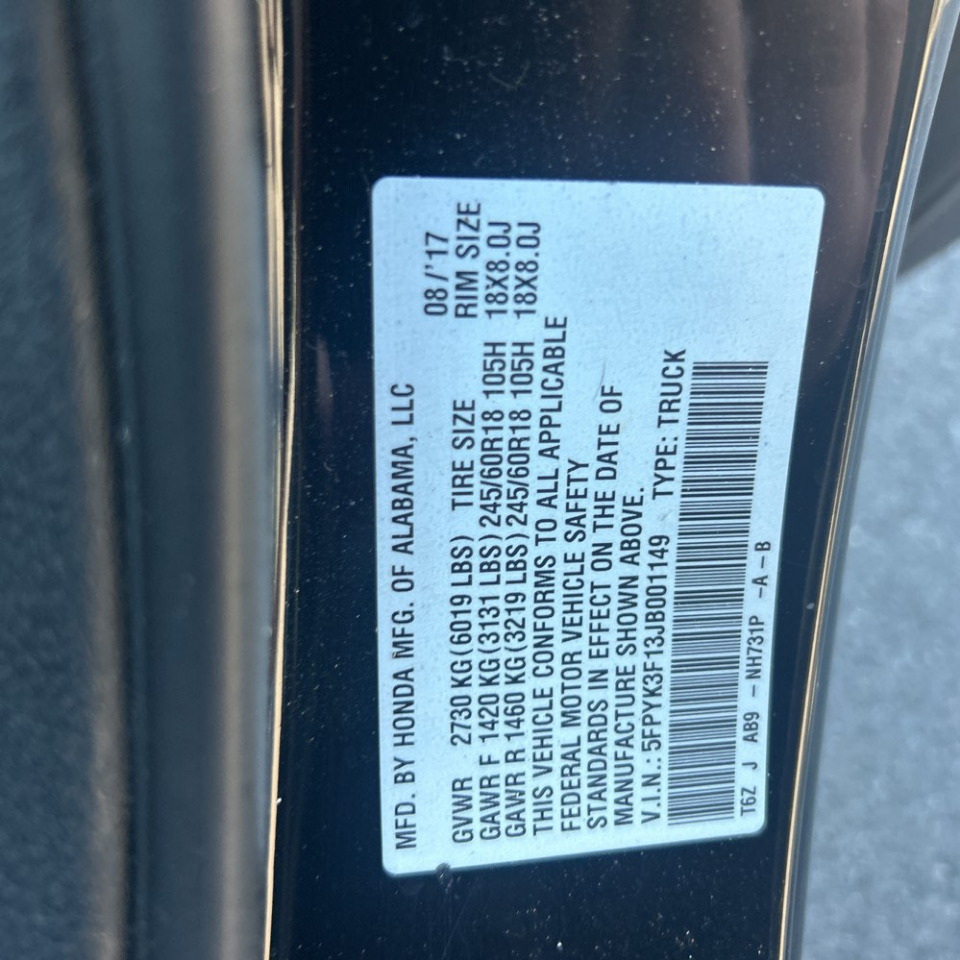 MFD. BY HONDA MFG. OF ALABAMA, LLC
08/'17
GVWR 2730 KG(6019 LBS) TIRE SIZE RIM SIZE
GAWR F 1420 KG(3131 LBS) 245/60R18 105H 18X8.0J
GAWR R 1460 KG(3219 LBS) 245/60R18 105H 18X8.0J
THIS VEHICLE CONFORMS TO ALL APPLICABLE
FEDERAL MOTOR VEHICLE SAFETY
STANDARDS IN EFFECT ON THE DATE OF
MANUFACTURE SHOWN ABOVE.
V.I.N.: 5FPYK3F13JB001149 TYPE: TRUCK
T6Z J AB9 - NH731P -A-B